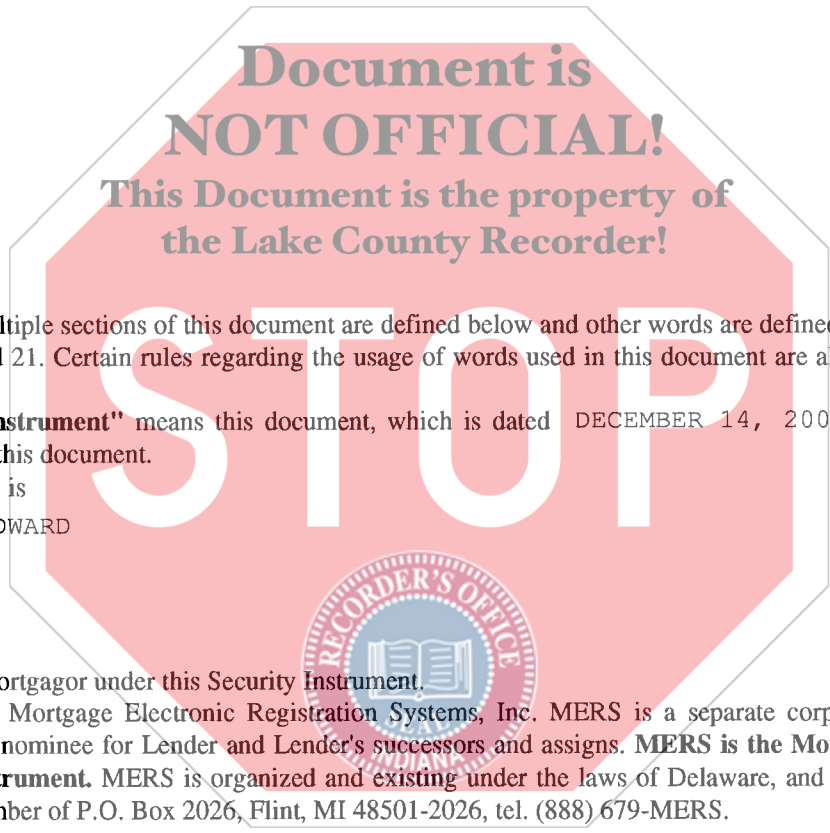 Document is
NOT OFFICIAL!
This Document is the property of
the Lake County Recorder!
STOP
ltiple sections of this document are defined below and other words are define
21. Certain rules regarding the usage of words used in this document are a
strument" means this document, which is dated DECEMBER 14, 200
this document.
is
OWARD
RECORDER'S OFFICE
SEAL
INDIANA
ortgagor under this Security Instrument.
Mortgage Electronic Registration Systems, Inc. MERS is a separate corp
nominee for Lender and Lender's successors and assigns. MERS is the Mo
trument. MERS is organized and existing under the laws of Delaware, and
ber of P.O. Box 2026, Flint, MI 48501-2026, tel. (888) 679-MERS.